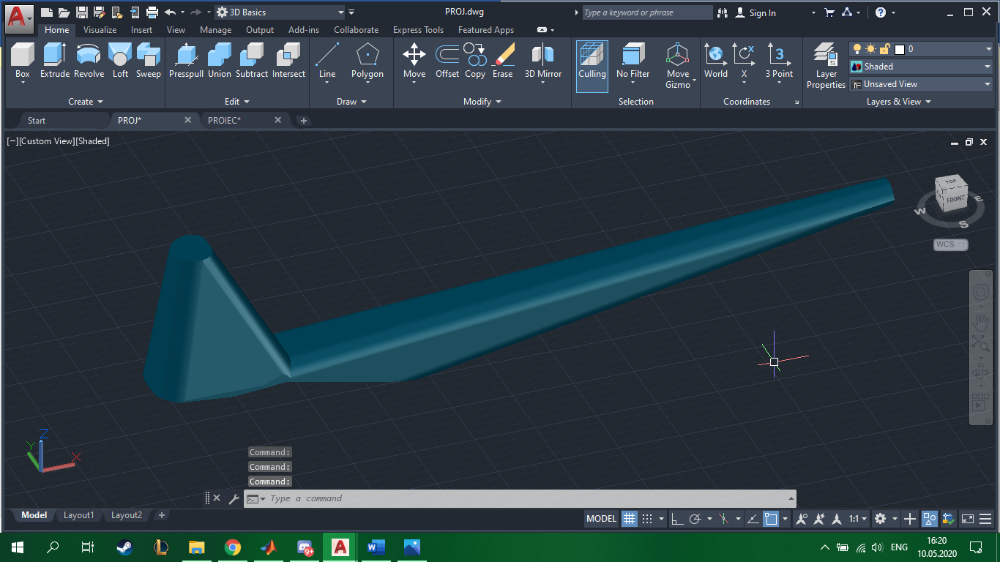 A 3D Basics PROJ.dwg Type a keyword or phrase Sign In ?
Home Visualize Insert View Manage Output Add-ins Collaborate Express Tools Featured Apps
Box Extrude Revolve Loft Sweep Presspull Union Subtract Intersect Line Polygon Move Offset Copy Erase 3D Mirror Culling No Filter Move Gizmo World X 3 Point Layer Properties
0
Shaded
Unsaved View
Create Edit Draw Modify Selection Coordinates Layers & View
Start PROJ* PROIEC*
[−][Custom View][Shaded]
TOP
FRONT
W E
S
WCS
Z
Y X
Command:
Command:
Command:
Type a command
Model Layout1 Layout2 MODEL 1:1
9+ A W ENG 16:20
10.05.2020